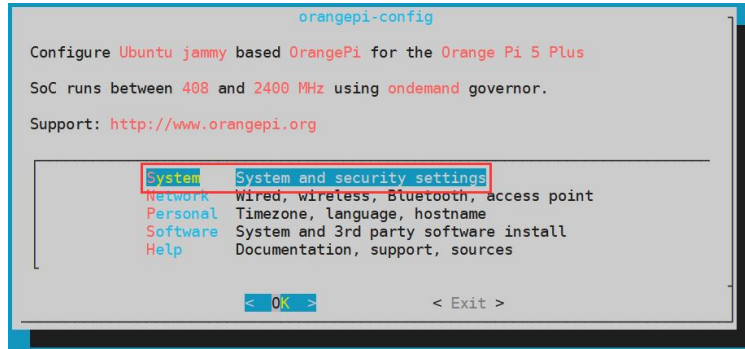 orangepi-config
Configure Ubuntu jammy based OrangePi for the Orange Pi 5 Plus
SoC runs between 408 and 2400 MHz using ondemand governor.
Support: http://www.orangepi.org
System System and security settings
Network Wired, wireless, Bluetooth, access point
Personal Timezone, language, hostname
Software System and 3rd party software install
Help Documentation, support, sources
< OK > < Exit >